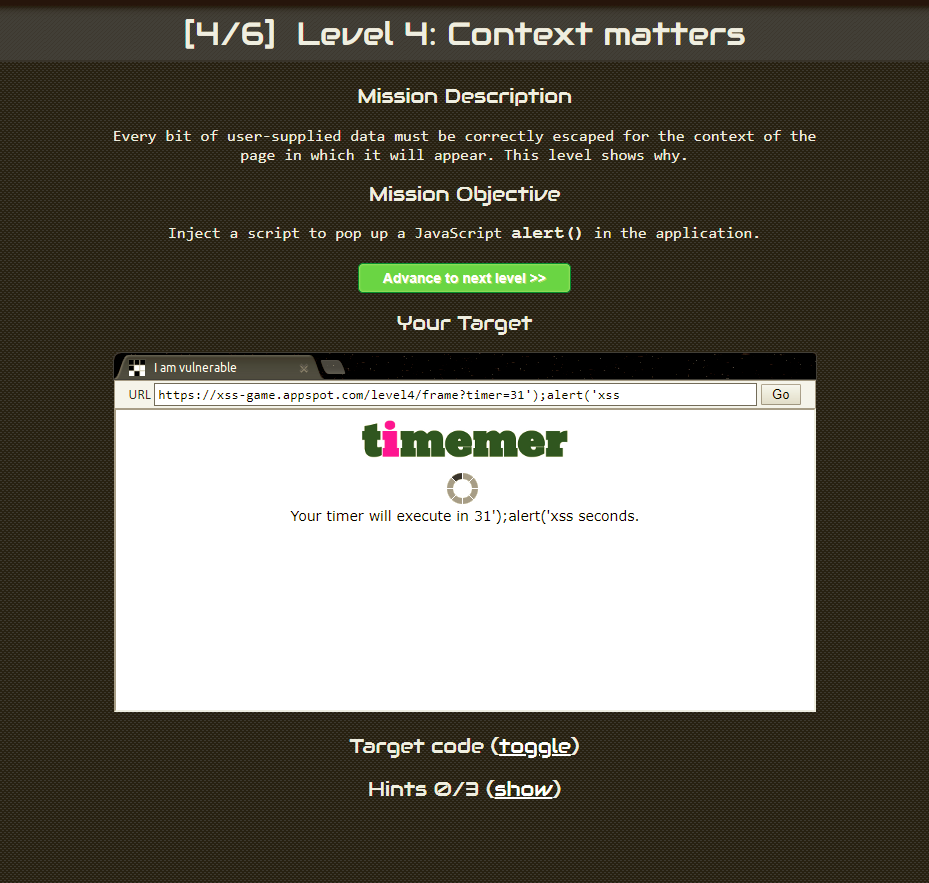 [4/6] Level 4: Context matters
Mission Description
Every bit of user-supplied data must be correctly escaped for the context of the
page in which it will appear. This level shows why.
Mission Objective
Inject a script to pop up a JavaScript alert() in the application.
Advance to next level >>
Your Target
I am vulnerable
URL https://xss-game.appspot.com/level4/frame?timer=31');alert('xss Go
timemer
Your timer will execute in 31');alert('xss seconds.
Target code (toggle)
Hints 0/3 (show)